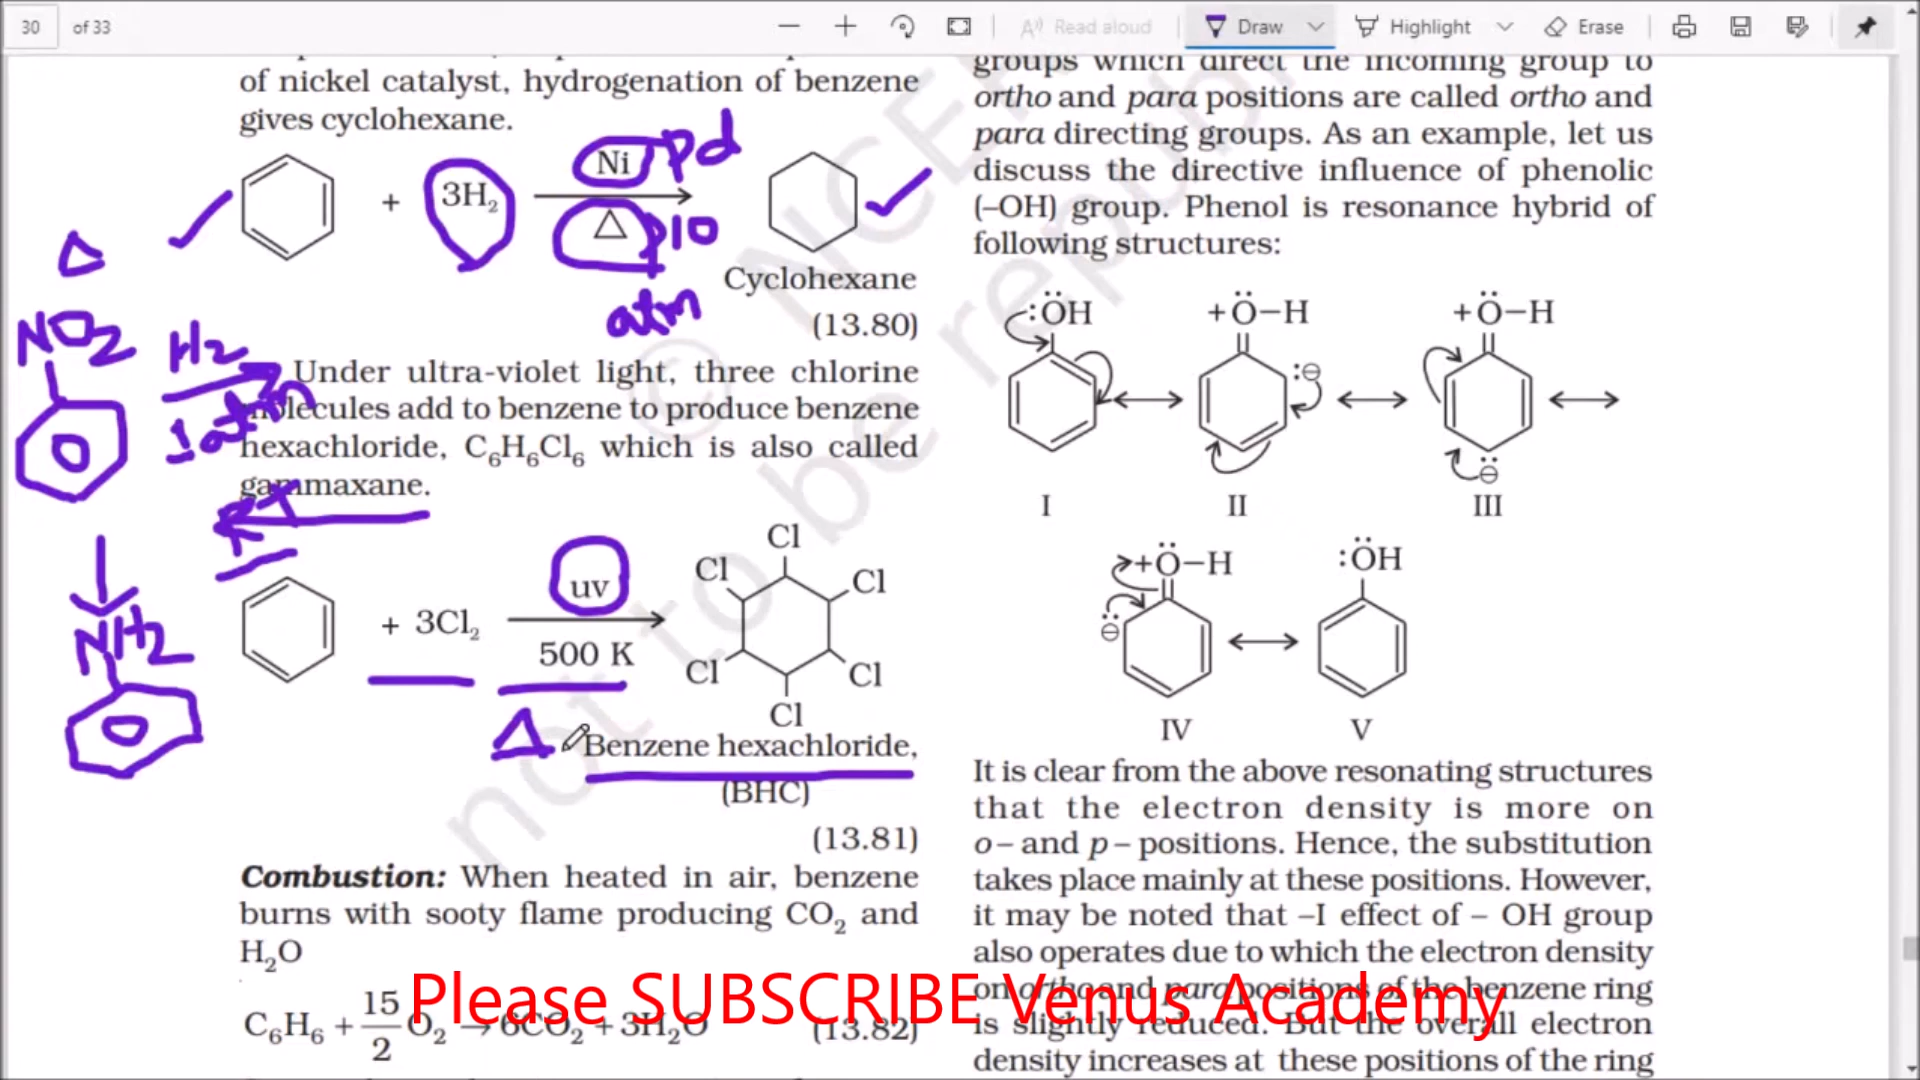 30 of 33
Read aloud
Draw
Highlight
Erase
of nickel catalyst, hydrogenation of benzene
gives cyclohexane.
+ 3H₂ Ni Pd
△ 10
atm
Cyclohexane
(13.80)
△
NO2
H2
1 atm
RT
NH2
Under ultra-violet light, three chlorine
molecules add to benzene to produce benzene
hexachloride, C₆H₆Cl₆ which is also called
gammaxane.
+ 3Cl₂ uv
500 K
△
Cl
Cl Cl
Cl Cl
Cl
Benzene hexachloride,
(BHC)
(13.81)
Combustion: When heated in air, benzene
burns with sooty flame producing CO₂ and
H₂O
C₆H₆ + 15/2 O₂ → 6CO₂ + 3H₂O (13.82)
groups which direct the incoming group to
ortho and para positions are called ortho and
para directing groups. As an example, let us
discuss the directive influence of phenolic
(–OH) group. Phenol is resonance hybrid of
following structures:
:ÖH +Ö–H +Ö–H
:⊖
⊖
I II III
+Ö–H :ÖH
⊖
IV V
It is clear from the above resonating structures
that the electron density is more on
o– and p– positions. Hence, the substitution
takes place mainly at these positions. However,
it may be noted that –I effect of – OH group
also operates due to which the electron density
on ortho and para positions of the benzene ring
is slightly reduced. But the overall electron
density increases at these positions of the ring
© NCER
not to be republ
Please SUBSCRIBE Venus Academy